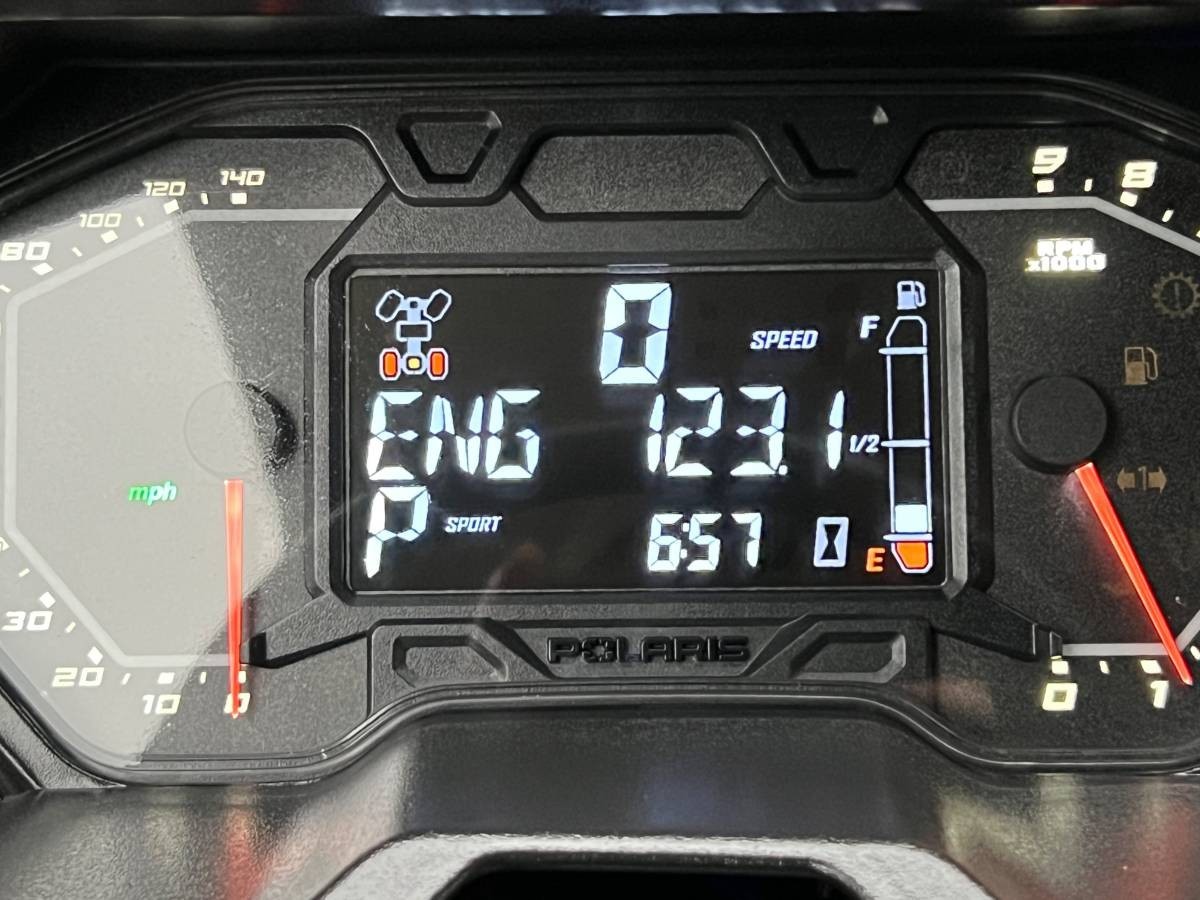 140
120
100
80
30
20
10
0
mph
0 SPEED
ENG 123.1
P SPORT 6:57
F
1/2
E
POLARIS
9
8
RPM
x1000
1
0
1